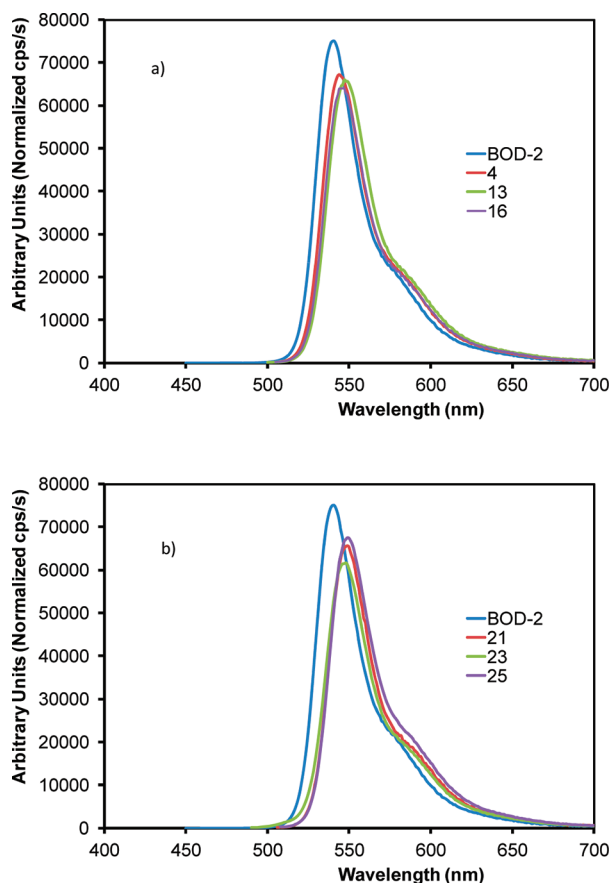 Arbitrary Units (Normalized cps/s)
80000
70000
60000
50000
40000
30000
20000
10000
0
a)
BOD-2
4
13
16
400 450 500 550 600 650 700
Wavelength (nm)
Arbitrary Units (Normalized cps/s)
80000
70000
60000
50000
40000
30000
20000
10000
0
b)
BOD-2
21
23
25
400 450 500 550 600 650 700
Wavelength (nm)